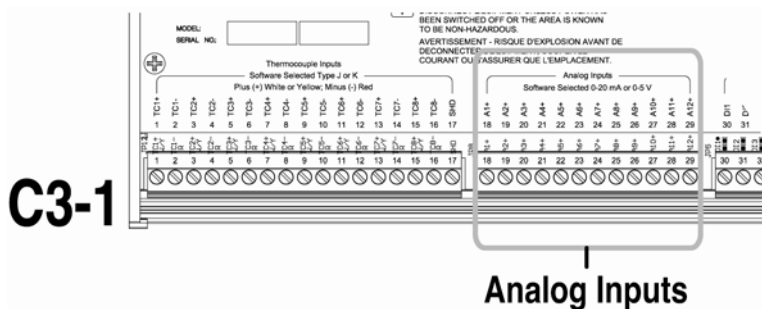 BEEN SWITCHED OFF OR THE AREA IS KNOWN
TO BE NON-HAZARDOUS.
AVERTISSEMENT - RISQUE D'EXPLOSION AVANT DE
COURANT OU S'ASSURER QUE L'EMPLACEMENT.
MODEL:
SERIAL NO.:
Thermocouple Inputs
Software Selected Type J or K
Plus (+) White or Yellow; Minus (-) Red
TC1+ TC1- TC2+ TC2- TC3+ TC3- TC4+ TC4- TC5+ TC5- TC6+ TC6- TC7+ TC7- TC8+ TC8- SHD
1 2 3 4 5 6 7 8 9 10 11 12 13 14 15 16 17
Analog Inputs
Software Selected 0-20 mA or 0-5 V
A1+ A2+ A3+ A4+ A5+ A6+ A7+ A8+ A9+ A10+ A11+ A12+
18 19 20 21 22 23 24 25 26 27 28 29
DI1
30 31
1 2 3 4 5 6 7 8 9 10 11 12 13 14 15 16 17
18 19 20 21 22 23 24 25 26 27 28 29
30 31
C3-1
Analog Inputs